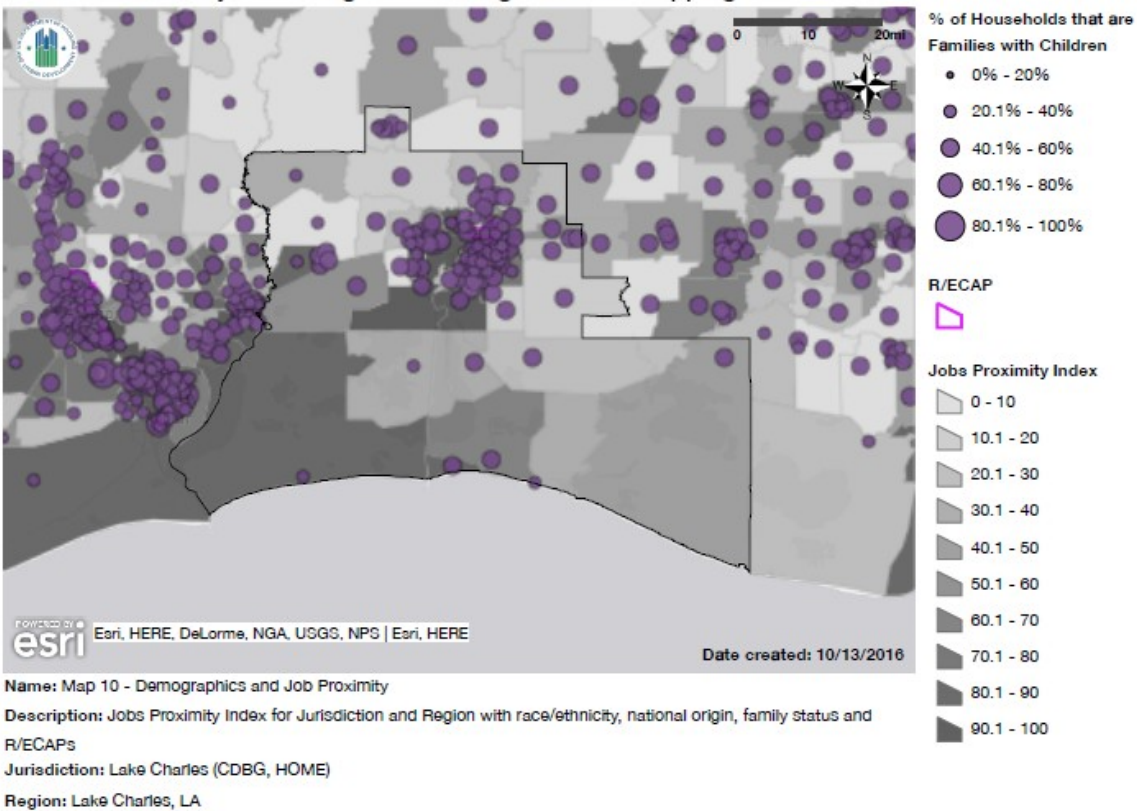 0 10 20mi
N
W E
S
% of Households that are
Families with Children
0% - 20%
20.1% - 40%
40.1% - 60%
60.1% - 80%
80.1% - 100%
R/ECAP
Jobs Proximity Index
0 - 10
10.1 - 20
20.1 - 30
30.1 - 40
40.1 - 50
50.1 - 60
60.1 - 70
70.1 - 80
80.1 - 90
90.1 - 100
POWERED BY
esri
Esri, HERE, DeLorme, NGA, USGS, NPS | Esri, HERE
Date created: 10/13/2016
Name: Map 10 - Demographics and Job Proximity
Description: Jobs Proximity Index for Jurisdiction and Region with race/ethnicity, national origin, family status and
R/ECAPs
Jurisdiction: Lake Charles (CDBG, HOME)
Region: Lake Charles, LA